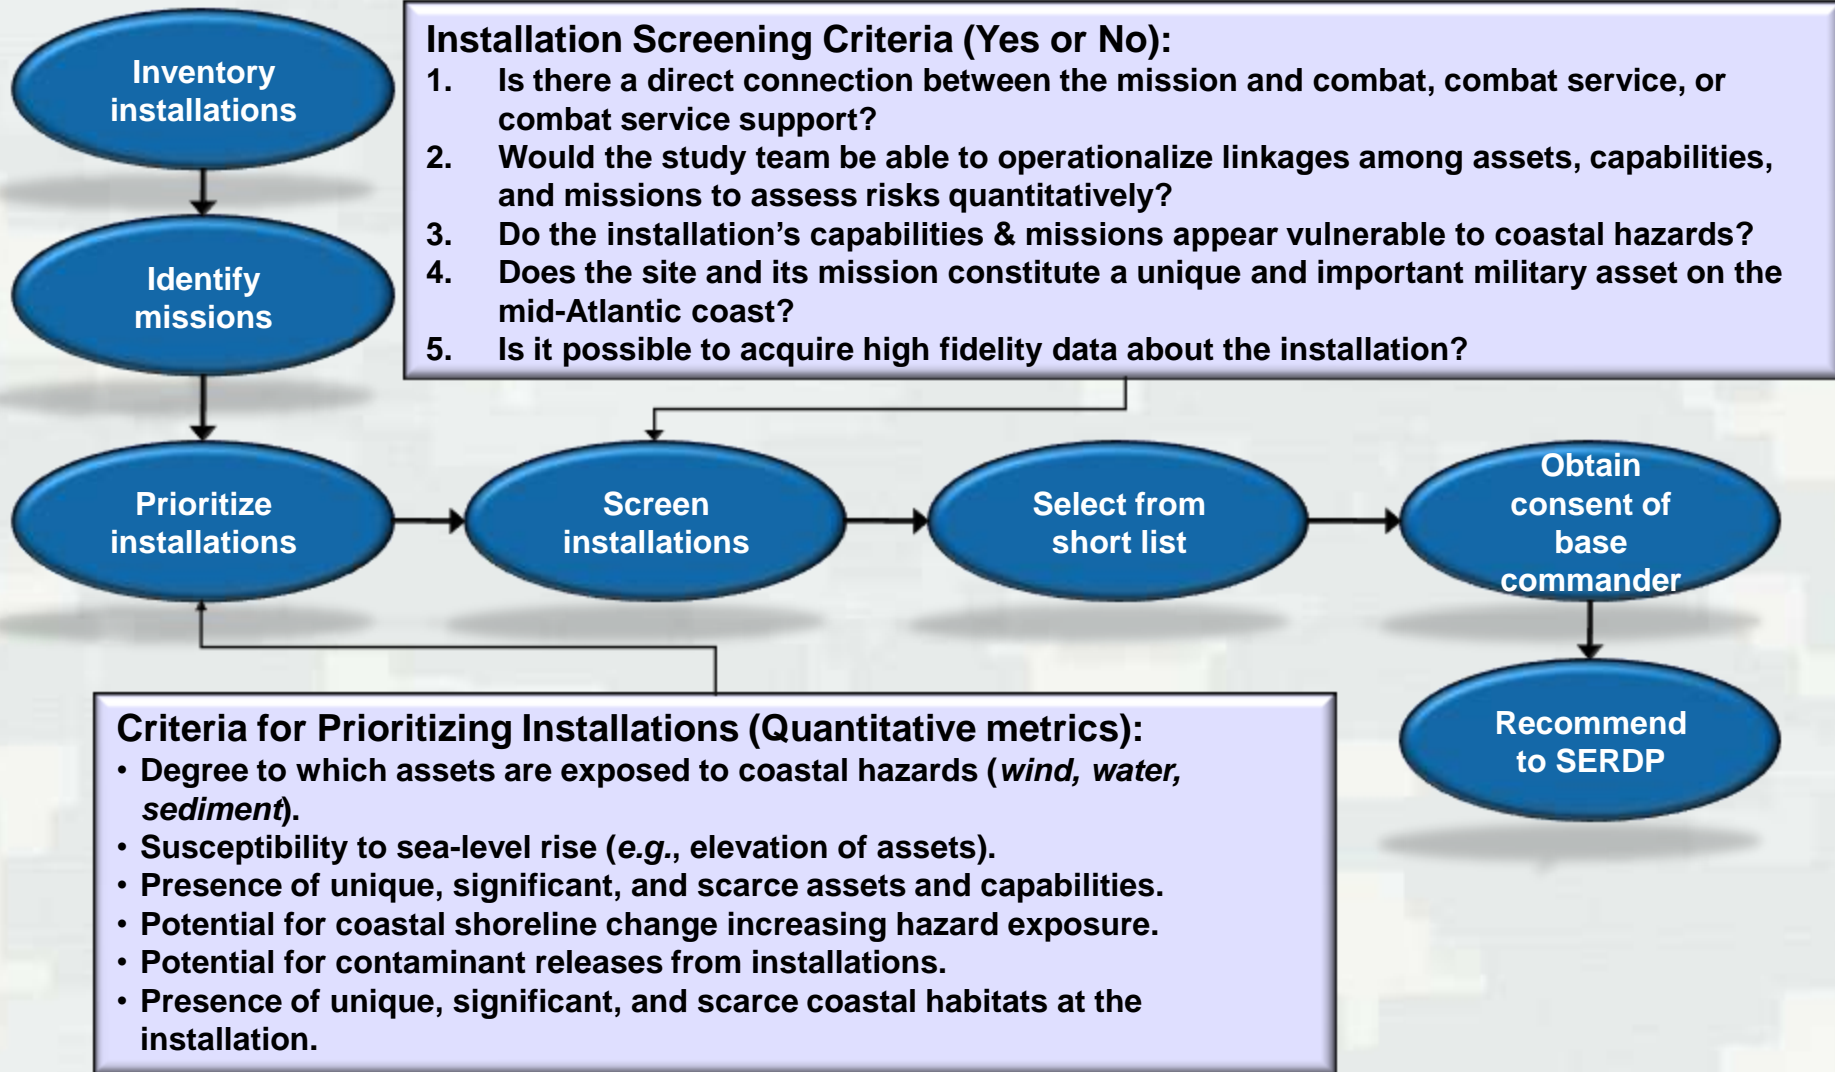 Inventory
installations
Installation Screening Criteria (Yes or No):
1. Is there a direct connection between the mission and combat, combat service, or
combat service support?
2. Would the study team be able to operationalize linkages among assets, capabilities,
and missions to assess risks quantitatively?
3. Do the installation’s capabilities & missions appear vulnerable to coastal hazards?
4. Does the site and its mission constitute a unique and important military asset on the
mid-Atlantic coast?
5. Is it possible to acquire high fidelity data about the installation?
Identify
missions
Prioritize
installations
Screen
installations
Select from
short list
Obtain
consent of
base
commander
Recommend
to SERDP
Criteria for Prioritizing Installations (Quantitative metrics):
• Degree to which assets are exposed to coastal hazards (wind, water,
sediment).
• Susceptibility to sea-level rise (e.g., elevation of assets).
• Presence of unique, significant, and scarce assets and capabilities.
• Potential for coastal shoreline change increasing hazard exposure.
• Potential for contaminant releases from installations.
• Presence of unique, significant, and scarce coastal habitats at the
installation.